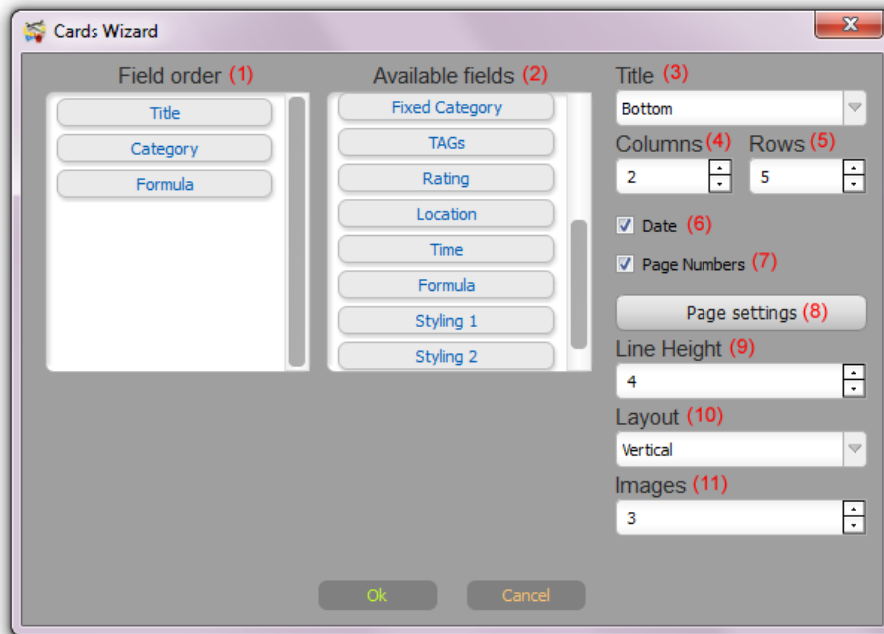 Cards Wizard
Field order (1)
Title
Category
Formula
Available fields (2)
Fixed Category
TAGs
Rating
Location
Time
Formula
Styling 1
Styling 2
Title (3)
Bottom
Columns (4) Rows (5)
2 5
Date (6)
Page Numbers (7)
Page settings (8)
Line Height (9)
4
Layout (10)
Vertical
Images (11)
3
Ok Cancel